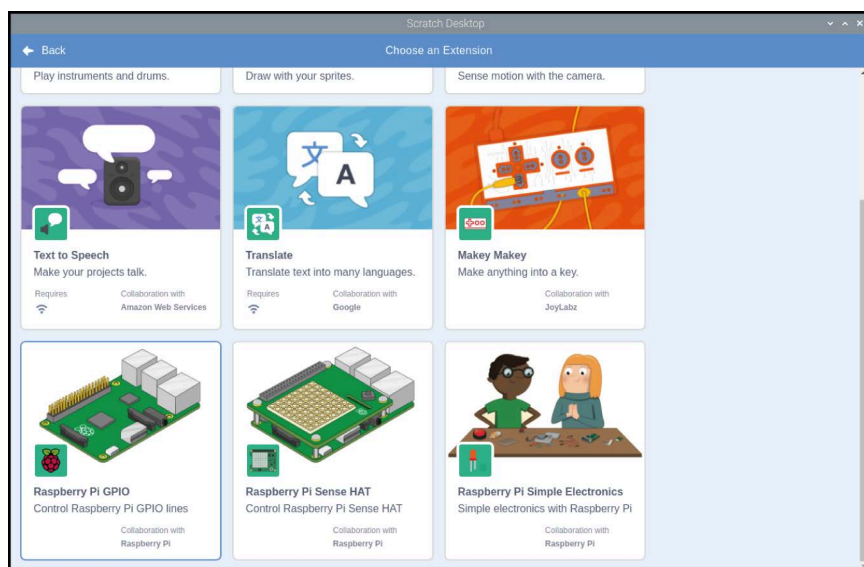 Scratch Desktop
Back
Choose an Extension
Play instruments and drums.
Draw with your sprites.
Sense motion with the camera.
文
A
文
A
Text to Speech
Make your projects talk.
Requires
Collaboration with
Amazon Web Services
Translate
Translate text into many languages.
Requires
Collaboration with
Google
Makey Makey
Make anything into a key.
Collaboration with
JoyLabz
Raspberry Pi GPIO
Control Raspberry Pi GPIO lines
Collaboration with
Raspberry Pi
Raspberry Pi Sense HAT
Control Raspberry Pi Sense HAT
Collaboration with
Raspberry Pi
Raspberry Pi Simple Electronics
Simple electronics with Raspberry Pi
Collaboration with
Raspberry Pi